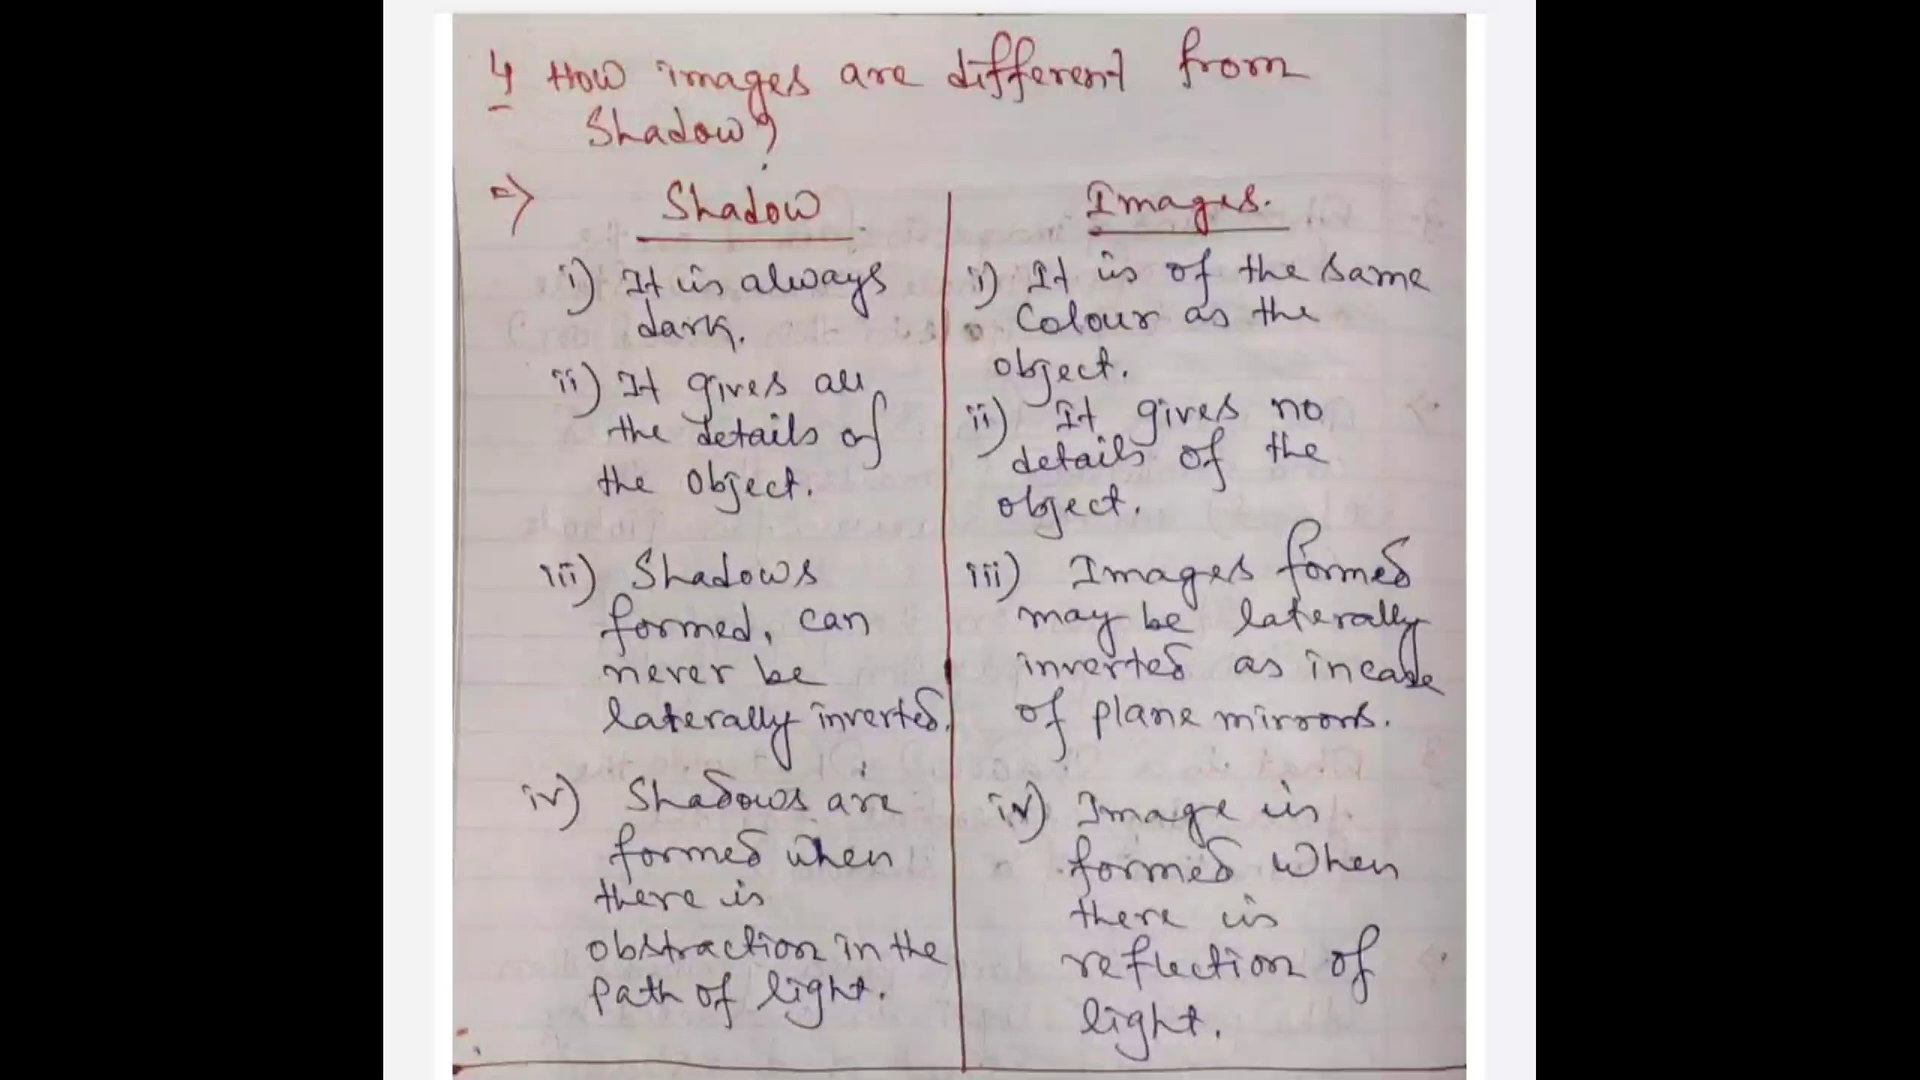 4 How images are different from
Shadow?
⇒ Shadow
i) It is always
dark.
ii) It gives all
the details of
the object.
iii) Shadows
formed, can
never be
laterally inverted.
iv) Shadows are
formed when
there is
obstraction in the
path of light.
Images.
i) It is of the same
colour as the
object.
ii) It gives no
details of the
object.
iii) Images formed
may be laterally
inverted as incase
of plane mirrors.
iv) Image is
formed when
there is
reflection of
light.